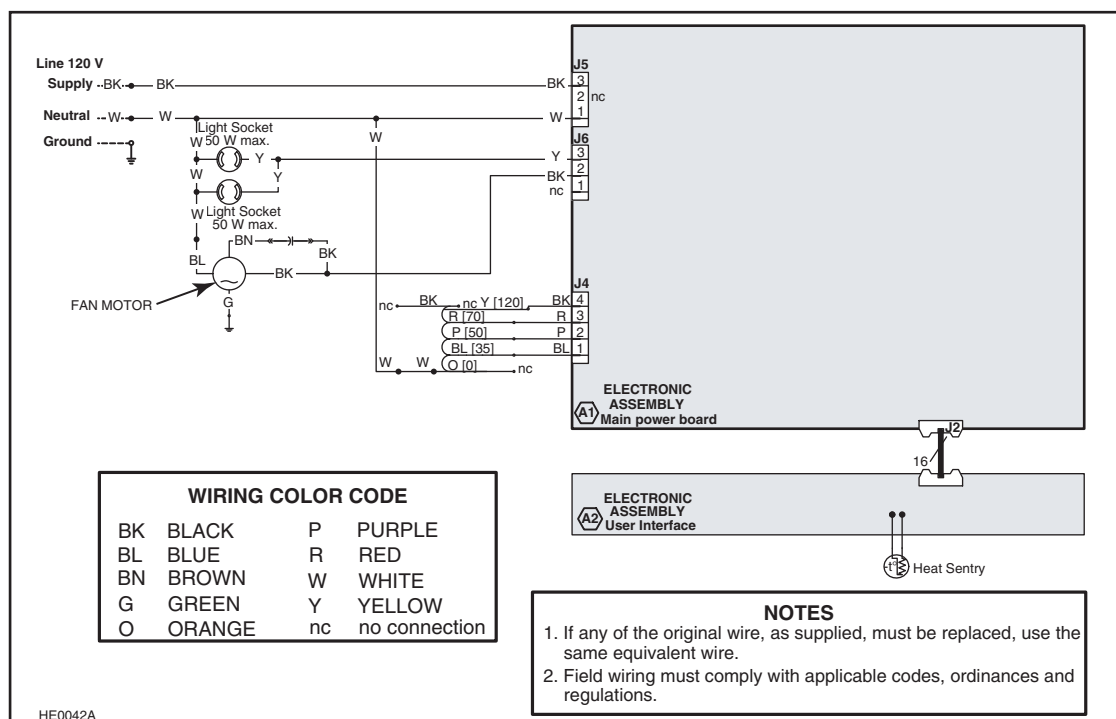 Line 120 V
Supply BK BK BK
Neutral W W W
Ground
J5
3
2 nc
1
J6
3
2
1
Light Socket
50 W max.
W Y Y
W Y W
BK
nc
Light Socket
50 W max.
W
BN
BK
BL
BK
FAN MOTOR
G
J4
nc BK nc Y [120] BK 4
R [70] R 3
P [50] P 2
BL [35] BL 1
W W O [0] nc
ELECTRONIC
ASSEMBLY
A1 Main power board
J2
16
ELECTRONIC
ASSEMBLY
A2 User Interface
-t° Heat Sentry
WIRING COLOR CODE
BK BLACK P PURPLE
BL BLUE R RED
BN BROWN W WHITE
G GREEN Y YELLOW
O ORANGE nc no connection
NOTES
1. If any of the original wire, as supplied, must be replaced, use the
same equivalent wire.
2. Field wiring must comply with applicable codes, ordinances and
regulations.
HE0042A